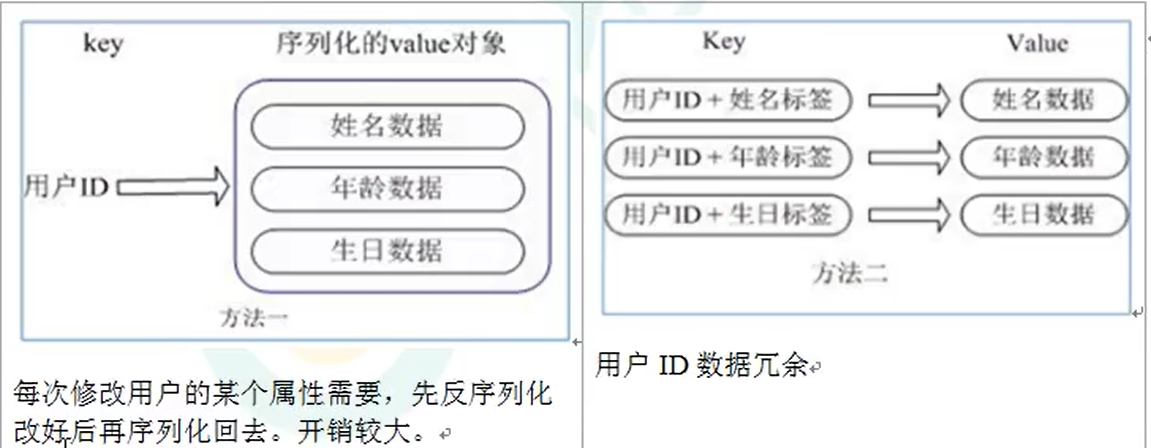 key 序列化的value对象
姓名数据
用户ID 年龄数据
生日数据
方法一
每次修改用户的某个属性需要，先反序列化
改好后再序列化回去。开销较大。
Key Value
用户ID + 姓名标签 姓名数据
用户ID + 年龄标签 年龄数据
用户ID + 生日标签 生日数据
方法二
用户 ID 数据冗余